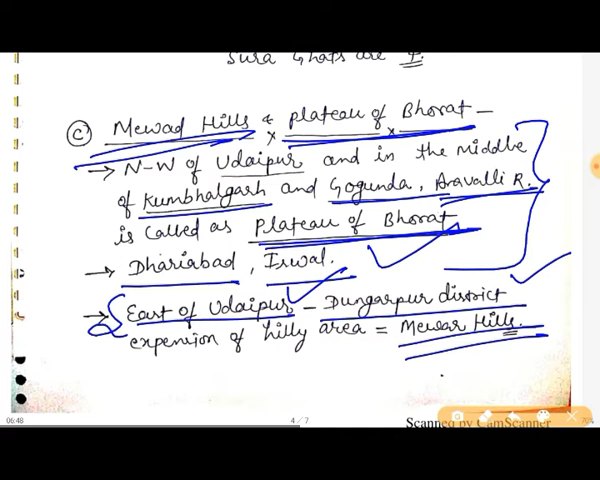 Sura Ghats are I.
© Mewad Hills & plateau of Bhorat –
→ N-W of Udaipur and in the middle
of Kumbhalgarh and Gogunda, Aravalli R.
is called as Plateau of Bhorat
→ Dhariabad, Irwal.
→ East of Udaipur – Dungarpur district
expension of hilly area = Mewar Hills.
06:48
4 / 7
Scanned by CamScanner